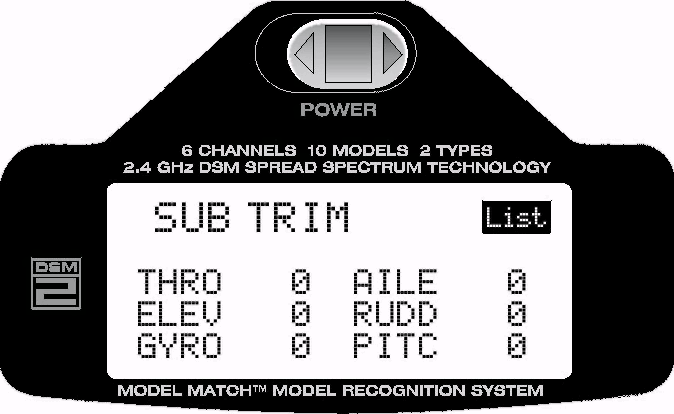 POWER
6 CHANNELS 10 MODELS 2 TYPES
2.4 GHz DSM SPREAD SPECTRUM TECHNOLOGY
SUB TRIM List
THRO 0 AILE 0
ELEV 0 RUDD 0
GYRO 0 PITC 0
DSM
2
MODEL MATCH™ MODEL RECOGNITION SYSTEM